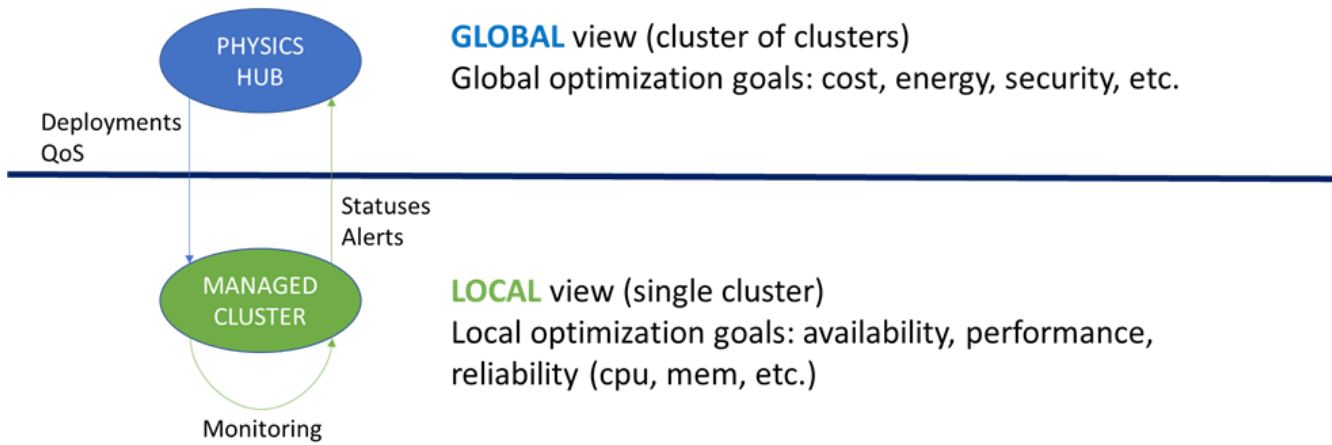 PHYSICS
HUB
GLOBAL view (cluster of clusters)
Global optimization goals: cost, energy, security, etc.
Deployments
QoS
Statuses
Alerts
MANAGED
CLUSTER
LOCAL view (single cluster)
Local optimization goals: availability, performance,
reliability (cpu, mem, etc.)
Monitoring